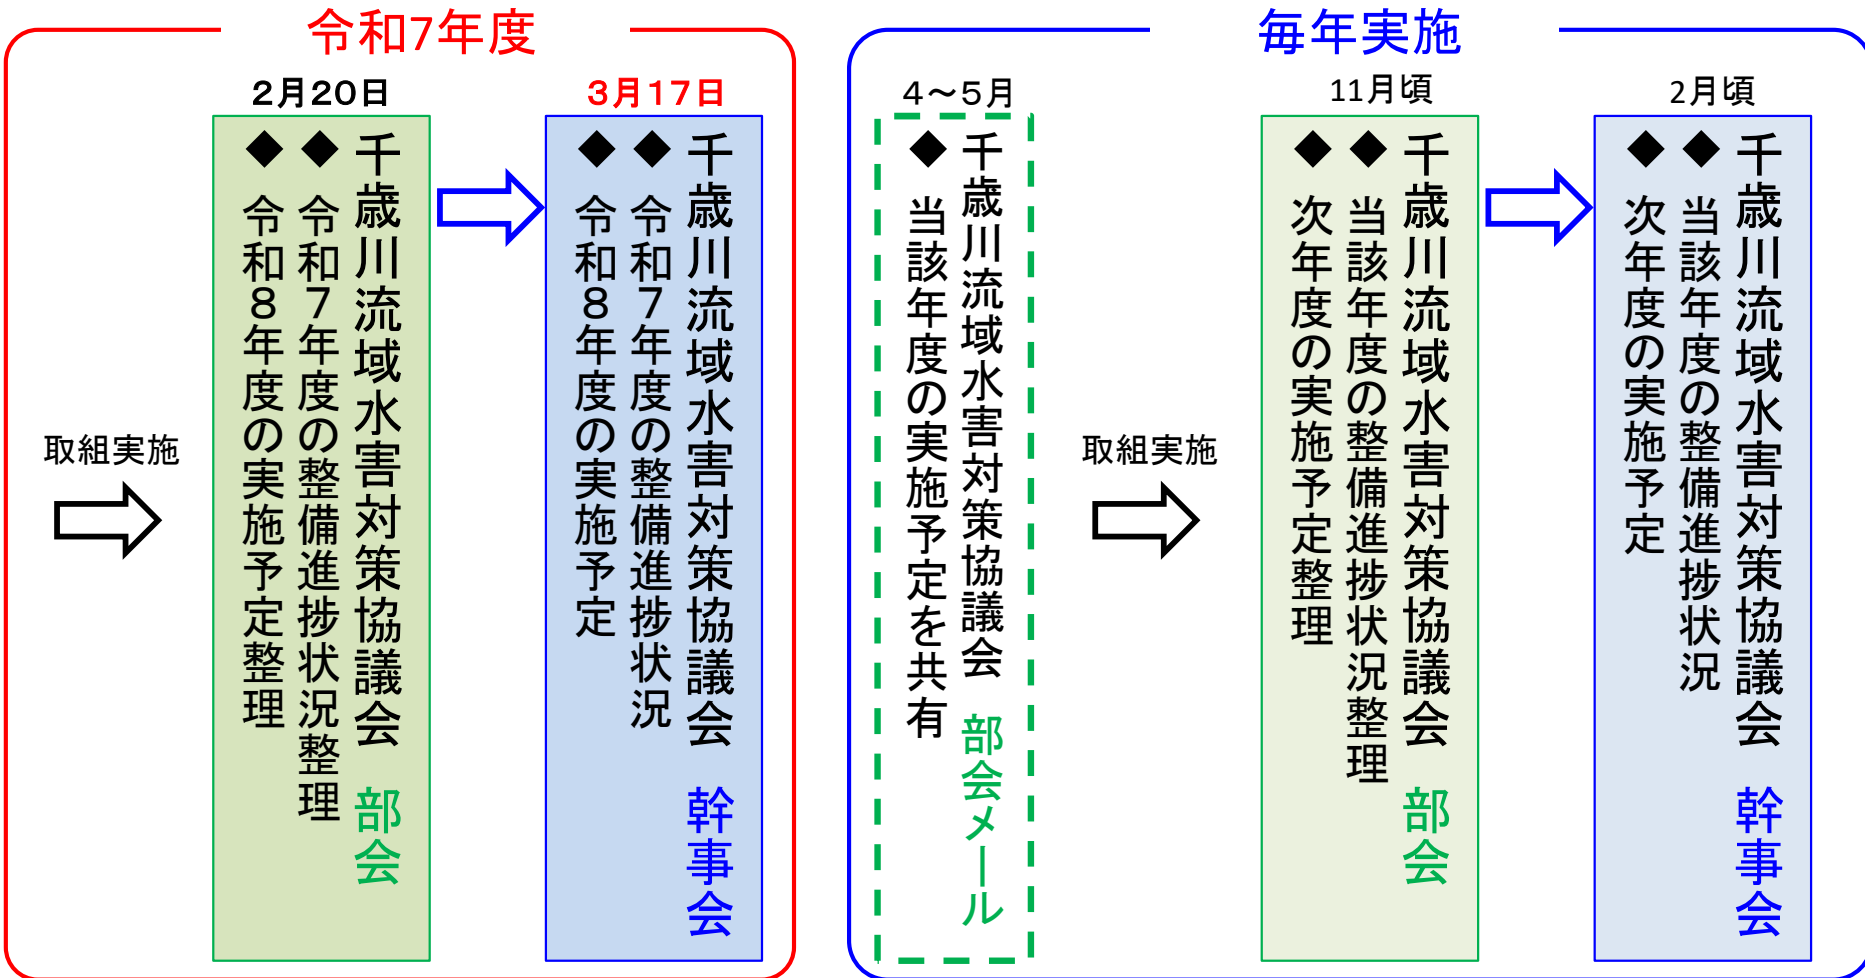 令和7年度
取組実施
2月20日
千歳川流域水害対策協議会 部会
◆ 令和7年度の整備進捗状況整理
◆ 令和8年度の実施予定整理
3月17日
千歳川流域水害対策協議会 幹事会
◆ 令和7年度の整備進捗状況
◆ 令和8年度の実施予定
毎年実施
4～5月
千歳川流域水害対策協議会 部会メール
◆ 当該年度の実施予定を共有
取組実施
11月頃
千歳川流域水害対策協議会 部会
◆ 当該年度の整備進捗状況整理
◆ 次年度の実施予定整理
2月頃
千歳川流域水害対策協議会 幹事会
◆ 当該年度の整備進捗状況
◆ 次年度の実施予定